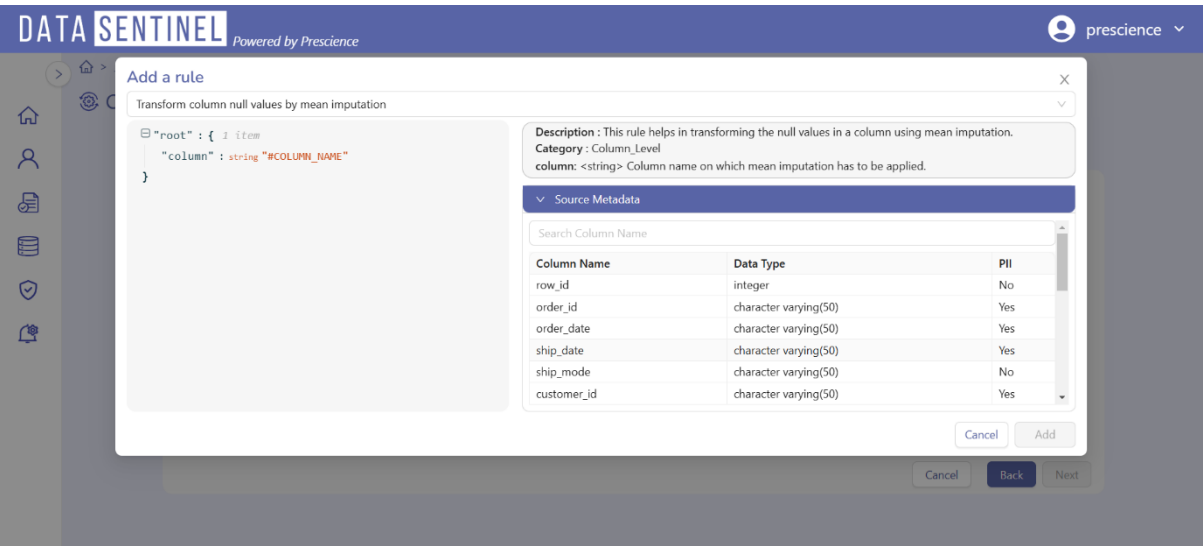 DATA SENTINEL Powered by Prescience
prescience
>
Add a rule
X
Transform column null values by mean imputation
"root" : { 1 item
"column" : string "#COLUMN_NAME"
}
Description : This rule helps in transforming the null values in a column using mean imputation.
Category : Column_Level
column: <string> Column name on which mean imputation has to be applied.
Source Metadata
Search Column Name
Column Name Data Type PII
row_id integer No
order_id character varying(50) Yes
order_date character varying(50) Yes
ship_date character varying(50) Yes
ship_mode character varying(50) No
customer_id character varying(50) Yes
Cancel Add
Cancel Back Next